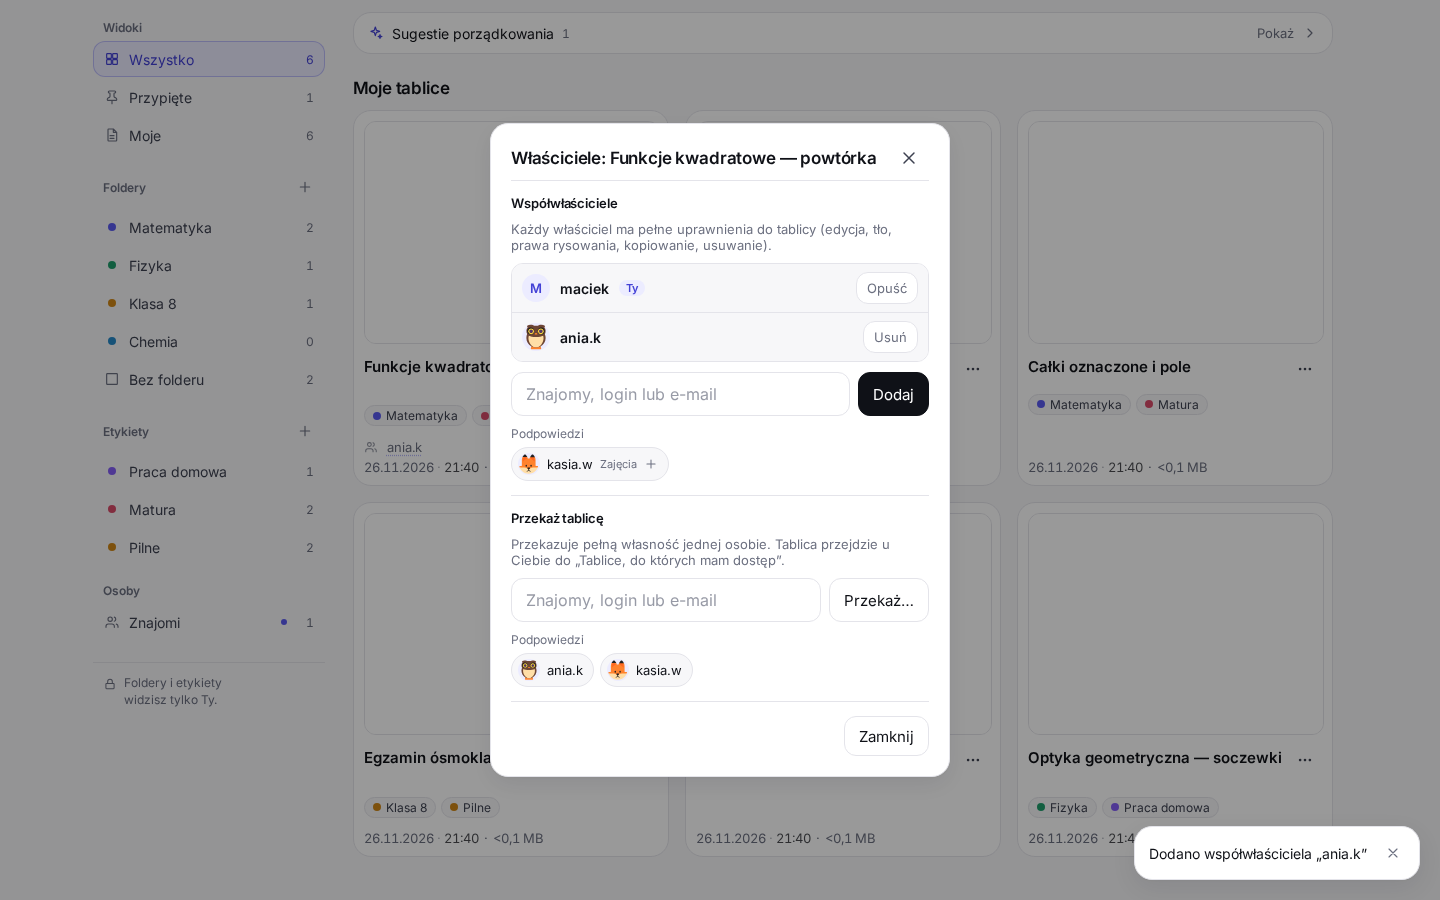 Widoki
Wszystko 6
Przypięte 1
Moje 6
Foldery
Matematyka 2
Fizyka 1
Klasa 8 1
Chemia 0
Bez folderu 2
Etykiety
Praca domowa 1
Matura 2
Pilne 2
Osoby
Znajomi 1
Foldery i etykiety
widzisz tylko Ty.
Sugestie porządkowania 1
Pokaż
Moje tablice
Matematyka
ania.k
26.11.2026 · 21:40 ·
Całki oznaczone i pole
Matematyka Matura
26.11.2026 · 21:40 · <0,1 MB
Egzamin
Klasa 8 Pilne
26.11.2026 · 21:40 · <0,1 MB
26.11.2026 · 21:40 · <0,1 MB
Optyka geometryczna — soczewki
Fizyka Praca domowa
26.11.2026 ·
Właściciele: Funkcje kwadratowe — powtórka
Współwłaściciele
Każdy właściciel ma pełne uprawnienia do tablicy (edycja, tło,
prawa rysowania, kopiowanie, usuwanie).
M maciek Ty Opuść
ania.k Usuń
Znajomy, login lub e-mail Dodaj
Podpowiedzi
kasia.w Zajęcia
Przekaż tablicę
Przekazuje pełną własność jednej osobie. Tablica przejdzie u
Ciebie do „Tablice, do których mam dostęp”.
Znajomy, login lub e-mail Przekaż…
Podpowiedzi
ania.k kasia.w
Zamknij
Dodano współwłaściciela „ania.k”